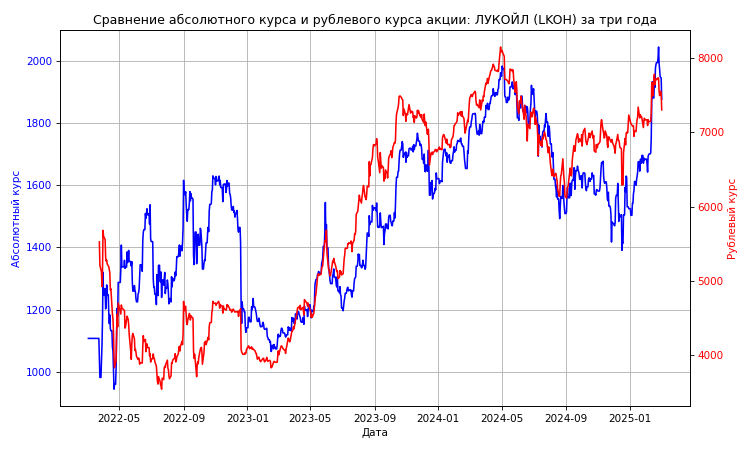 Сравнение абсолютного курса и рублевого курса акции: ЛУКОЙЛ (LKOH) за три года
Абсолютный курс
2000
1800
1600
1400
1200
1000
8000
7000
6000
5000
4000
Рублевый курс
2022-05 2022-09 2023-01 2023-05 2023-09 2024-01 2024-05 2024-09 2025-01
Дата